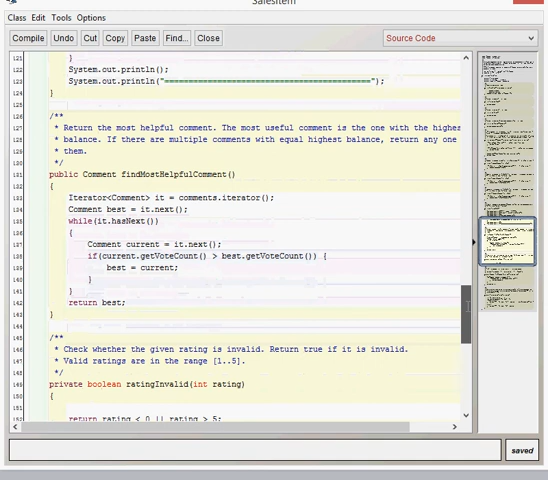 SalesItem
Class Edit Tools Options
Compile Undo Cut Copy Paste Find... Close Source Code
121 }
122 System.out.println();
123 System.out.println("=========================================");
124 }
125
126 /**
127 * Return the most helpful comment. The most useful comment is the one with the highes
128 * balance. If there are multiple comments with equal highest balance, return any one
129 * them.
130 */
131 public Comment findMostHelpfulComment()
132 {
133 Iterator<Comment> it = comments.iterator();
134 Comment best = it.next();
135 while(it.hasNext())
136 {
137 Comment current = it.next();
138 if(current.getVoteCount() > best.getVoteCount()) {
139 best = current;
140 }
141 }
142 return best;
143 }
144
145 /**
146 * Check whether the given rating is invalid. Return true if it is invalid.
147 * Valid ratings are in the range [1..5].
148 */
149 private boolean ratingInvalid(int rating)
150 {
151
152 return rating < 0 || rating > 5;
saved